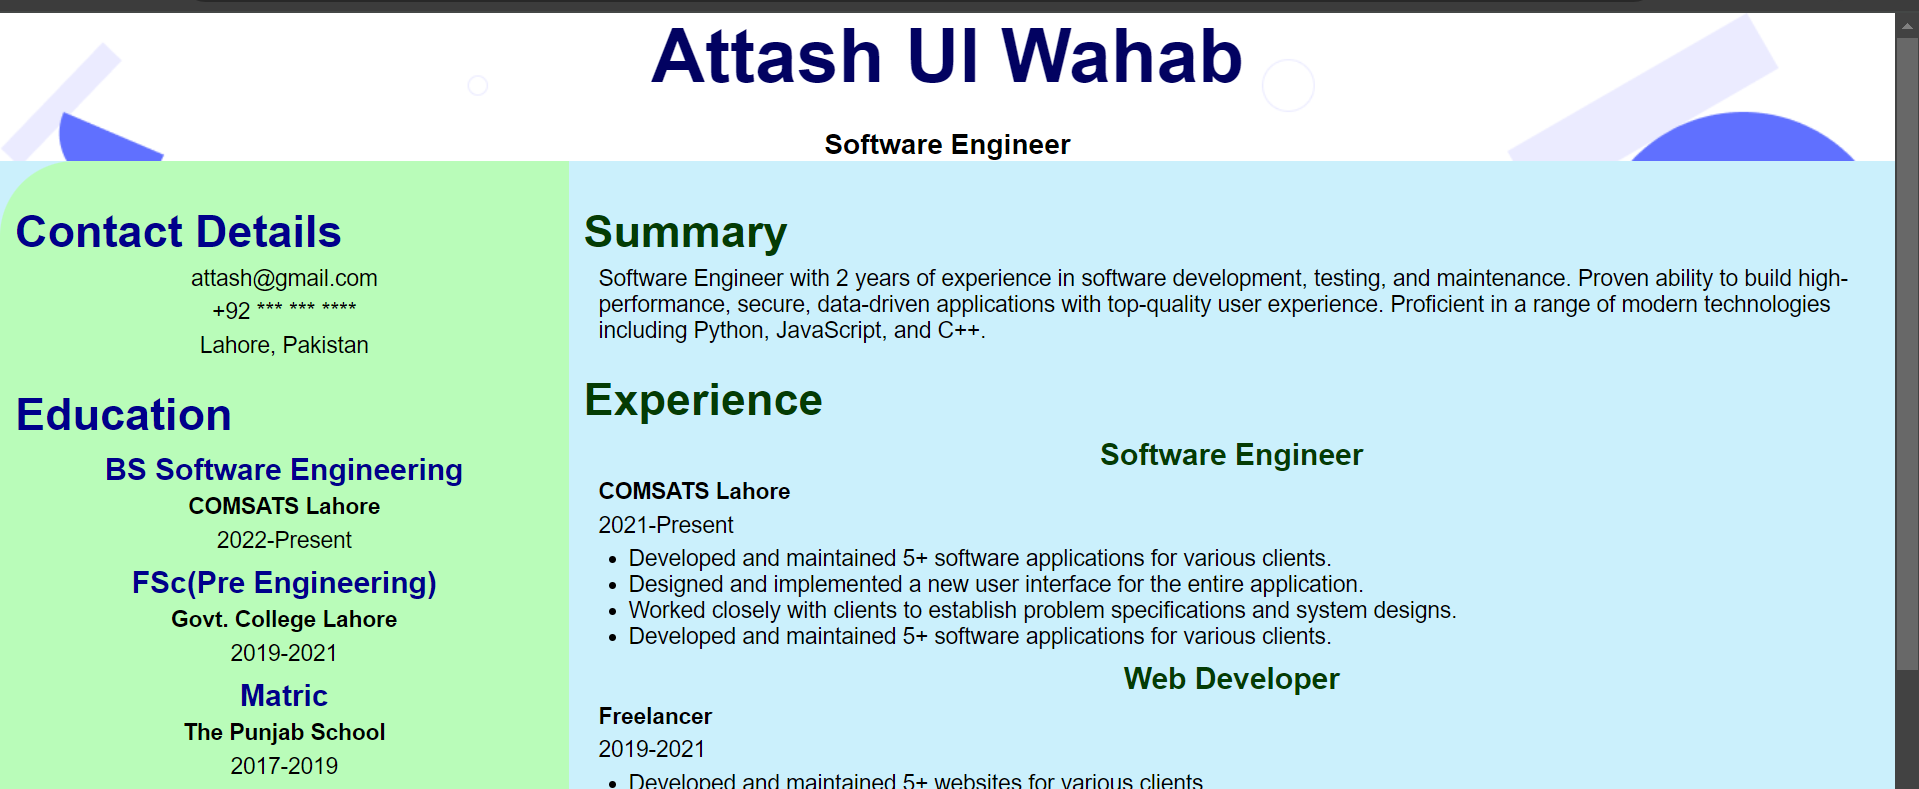 Attash Ul Wahab
Software Engineer
Contact Details
attash@gmail.com
+92 *** *** ****
Lahore, Pakistan
Education
BS Software Engineering
COMSATS Lahore
2022-Present
FSc(Pre Engineering)
Govt. College Lahore
2019-2021
Matric
The Punjab School
2017-2019
Summary
Software Engineer with 2 years of experience in software development, testing, and maintenance. Proven ability to build high-
performance, secure, data-driven applications with top-quality user experience. Proficient in a range of modern technologies
including Python, JavaScript, and C++.
Experience
Software Engineer
COMSATS Lahore
2021-Present
• Developed and maintained 5+ software applications for various clients.
• Designed and implemented a new user interface for the entire application.
• Worked closely with clients to establish problem specifications and system designs.
• Developed and maintained 5+ software applications for various clients.
Web Developer
Freelancer
2019-2021
• Developed and maintained 5+ websites for various clients